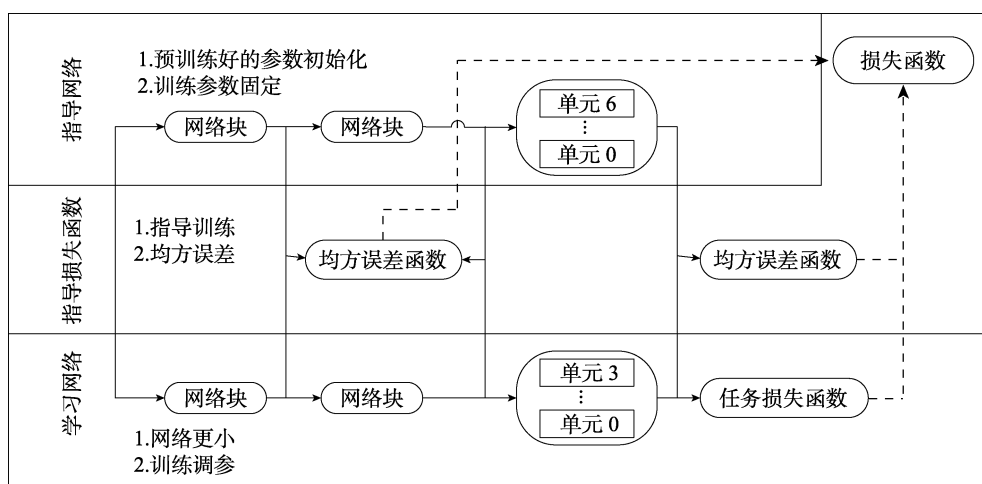 指导网络
1.预训练好的参数初始化
2.训练参数固定
网络块
网络块
单元 6
⋮
单元 0
损失函数
指导损失函数
1.指导训练
2.均方误差
均方误差函数
均方误差函数
学习网络
网络块
网络块
单元 3
⋮
单元 0
任务损失函数
1.网络更小
2.训练调参